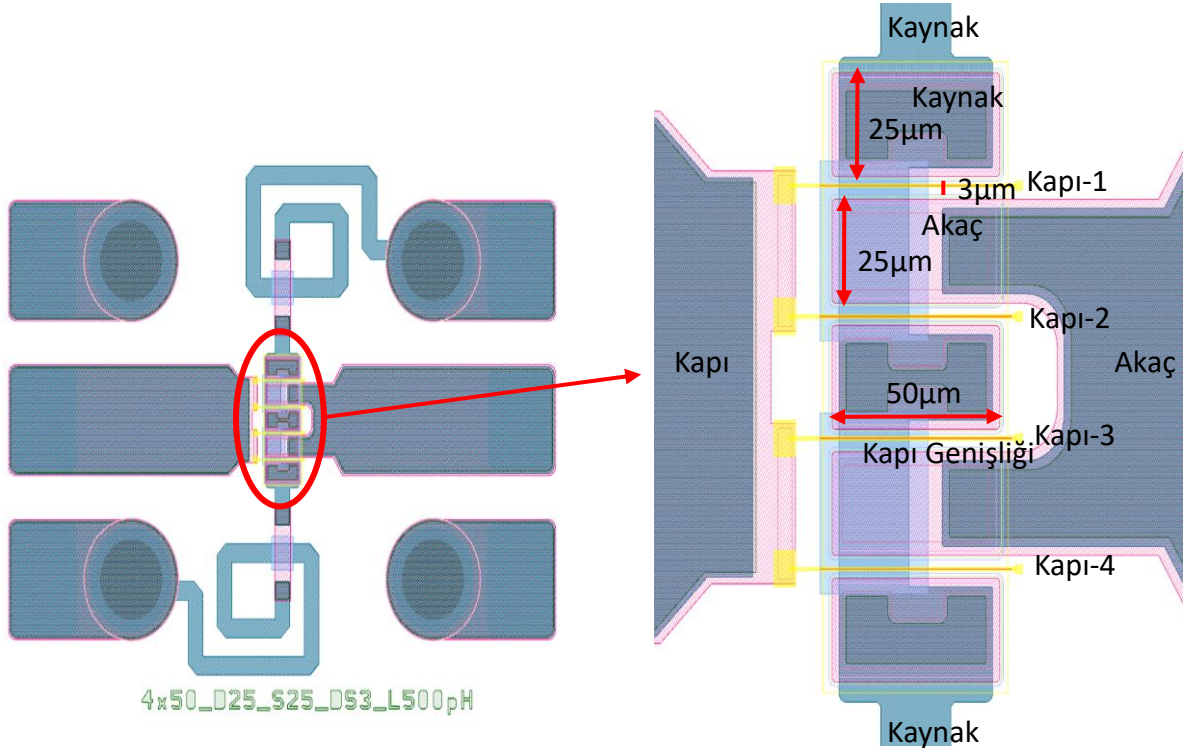 4x50_D25_S25_DS3_L500pH
Kaynak
Kaynak
25µm
Kapı-1
3µm
Akaç
25µm
Kapı-2
Kapı
Akaç
50µm
Kapı-3
Kapı Genişliği
Kapı-4
Kaynak